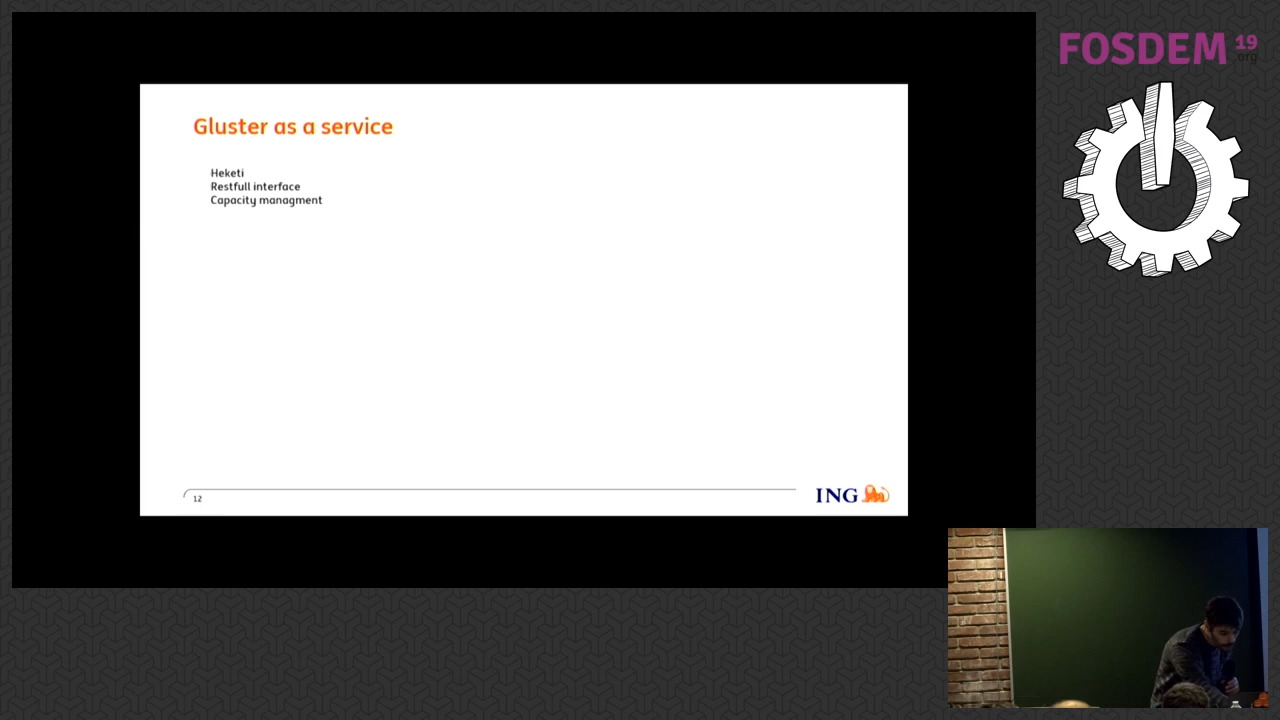 Gluster as a service
Heketi
Restfull interface
Capacity managment
12
ING
FOSDEM 19
.org